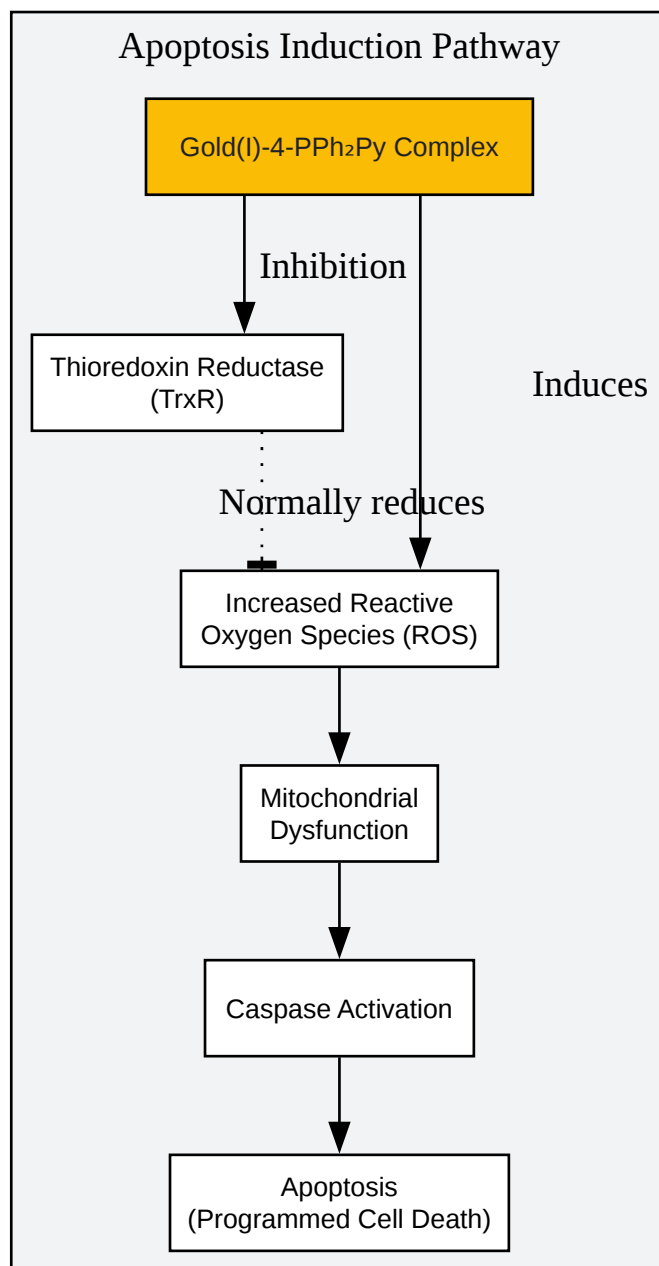 Apoptosis Induction Pathway
Gold(I)-4-PPh₂Py Complex
Inhibition
Thioredoxin Reductase
(TrxR)
Induces
Normally reduces
Increased Reactive
Oxygen Species (ROS)
Mitochondrial
Dysfunction
Caspase Activation
Apoptosis
(Programmed Cell Death)